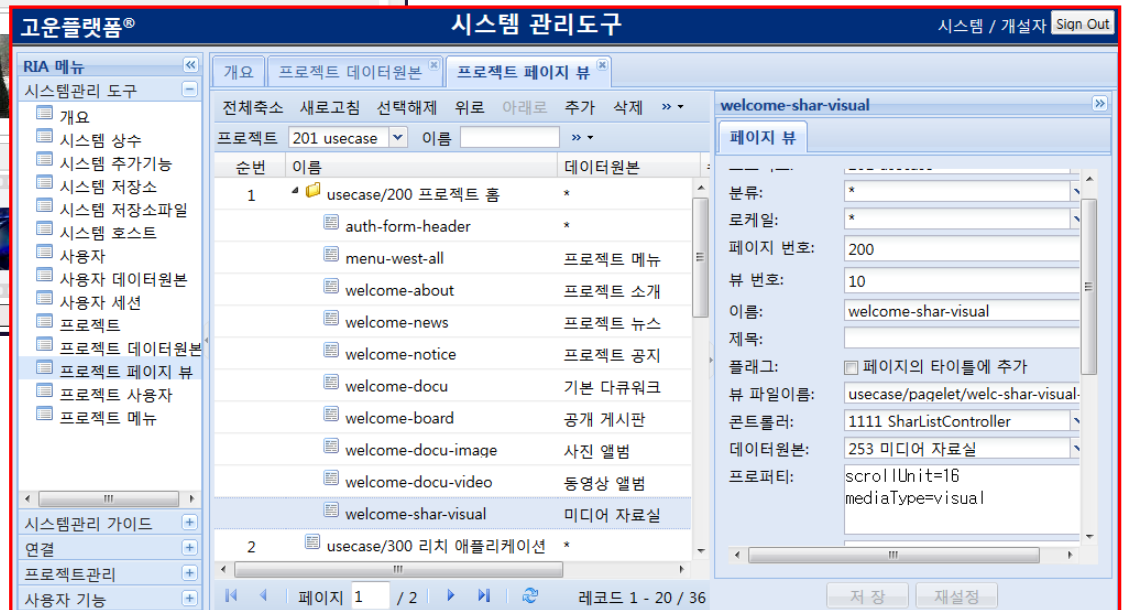 고운플랫폼®
시스템 관리도구
시스템 / 개설자 Sign Out
RIA 메뉴
시스템관리 도구
개요
시스템 상수
시스템 추가기능
시스템 저장소
시스템 저장소파일
시스템 호스트
사용자
사용자 데이터원본
사용자 세션
프로젝트
프로젝트 데이터원본
프로젝트 페이지 뷰
프로젝트 사용자
프로젝트 메뉴
시스템관리 가이드
연결
프로젝트관리
사용자 기능
개요 프로젝트 데이터원본 프로젝트 페이지 뷰
전체축소 새로고침 선택해제 위로 아래로 추가 삭제 »
프로젝트 201 usecase 이름 »
순번 이름 데이터원본
1 usecase/200 프로젝트 홈 *
auth-form-header *
menu-west-all 프로젝트 메뉴
welcome-about 프로젝트 소개
welcome-news 프로젝트 뉴스
welcome-notice 프로젝트 공지
welcome-docu 기본 다큐워크
welcome-board 공개 게시판
welcome-docu-image 사진 앨범
welcome-docu-video 동영상 앨범
welcome-shar-visual 미디어 자료실
2 usecase/300 리치 애플리케이션 *
페이지 1 / 2 레코드 1 - 20 / 36
welcome-shar-visual
페이지 뷰
분류: *
로케일: *
페이지 번호: 200
뷰 번호: 10
이름: welcome-shar-visual
제목:
플래그: 페이지의 타이틀에 추가
뷰 파일이름: usecase/pagelet/welc-shar-visual-
콘트롤러: 1111 SharListController
데이터원본: 253 미디어 자료실
프로퍼티: scrollUnit=16
mediaType=visual
저 장 재설정